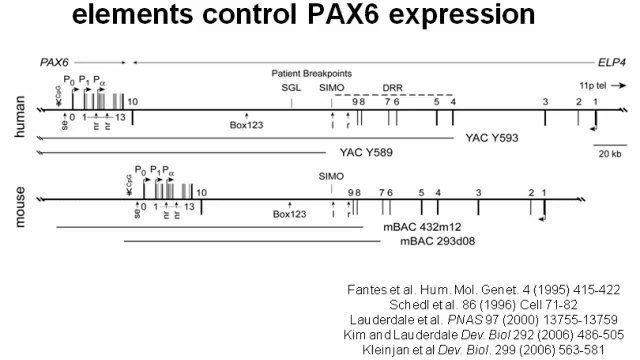 elements control PAX6 expression
PAX6 ELP4
P0 P1 Pα Patient Breakpoints 11p tel
CpG SGL SIMO DRR
10 9 8 7 6 5 4 3 2 1
human
se 0 1 nr nr 13 Box123 I r
YAC Y593 20 kb
YAC Y589
P0 P1 Pα SIMO
CpG 10 9 8 7 6 5 4 3 2 1
mouse
se 0 1 nr nr 13 Box123 I r
mBAC 432m12
mBAC 293d08
Fantes et al. Hum. Mol. Genet. 4 (1995) 415-422
Schedl et al. 86 (1996) Cell 71-82
Lauderdale et al. PNAS 97 (2000) 13755-13759
Kim and Lauderdale Dev. Biol 292 (2006) 486-505
Kleinjan et al Dev. Biol. 299 (2006) 563-581